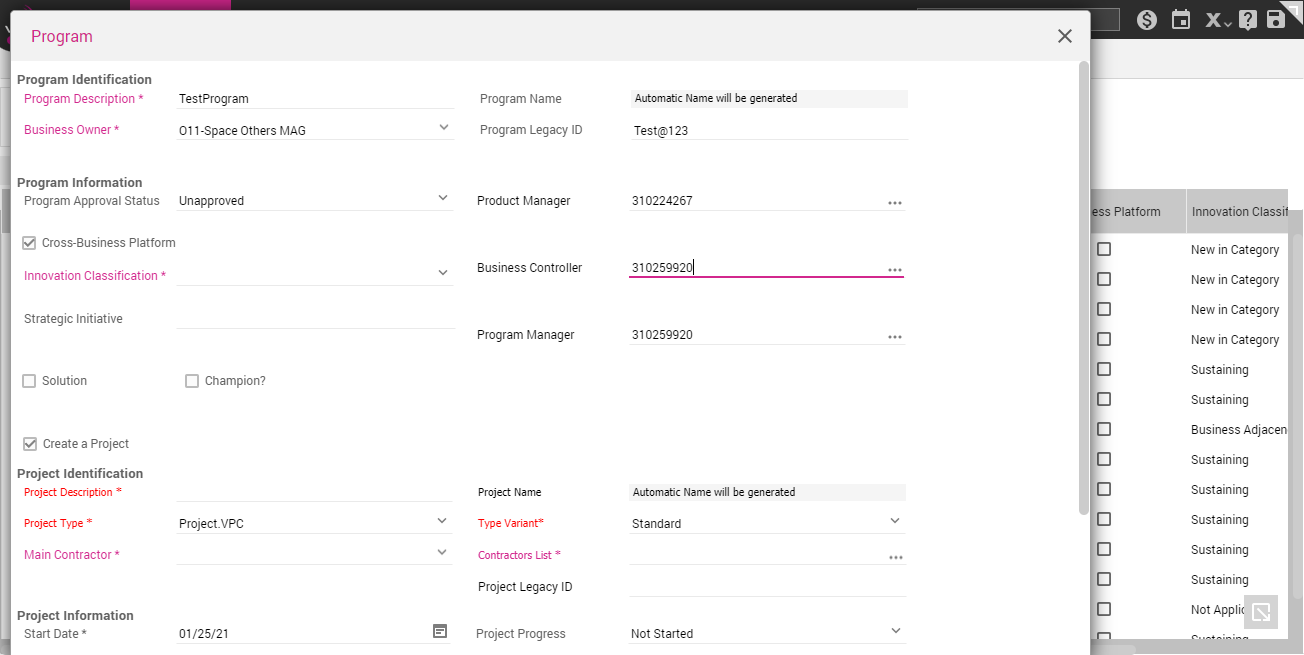 Program
Program Identification
Program Description *
TestProgram
Program Name
Automatic Name will be generated
Business Owner *
O11-Space Others MAG
Program Legacy ID
Test@123
Program Information
Program Approval Status
Unapproved
Product Manager
310224267
Cross-Business Platform
Innovation Classification *
Business Controller
310259920
Strategic Initiative
Program Manager
310259920
Solution
Champion?
Create a Project
Project Identification
Project Description *
Project Name
Automatic Name will be generated
Project Type *
Project.VPC
Type Variant*
Standard
Main Contractor *
Contractors List *
Project Legacy ID
Project Information
Start Date *
01/25/21
Project Progress
Not Started
ess Platform
Innovation Classif
New in Category
New in Category
New in Category
New in Category
Sustaining
Sustaining
Business Adjacen
Sustaining
Sustaining
Sustaining
Sustaining
Sustaining
Not Applic
Sustaining